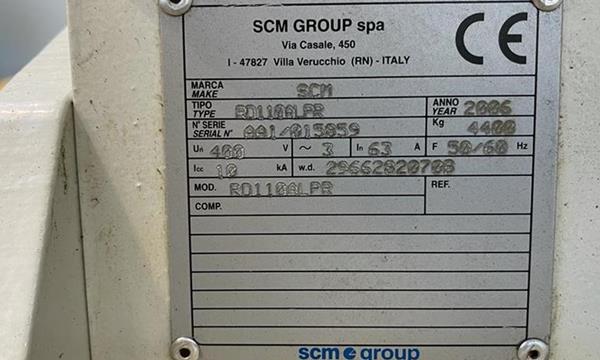 SCM GROUP spa
Via Casale, 450
I - 47827 Villa Verucchio (RN) - ITALY
CE
MARCA MAKE SCM
TIPO TYPE RD110ALPR ANNO YEAR 2006
N° SERIE SERIAL N° AA1/015859 Kg 4400
Un 400 V ~ 3 In 63 A F 50/60 Hz
Icc 10 kA w.d. 29662820708
MOD. RD110ALPR REF.
COMP.
scm group